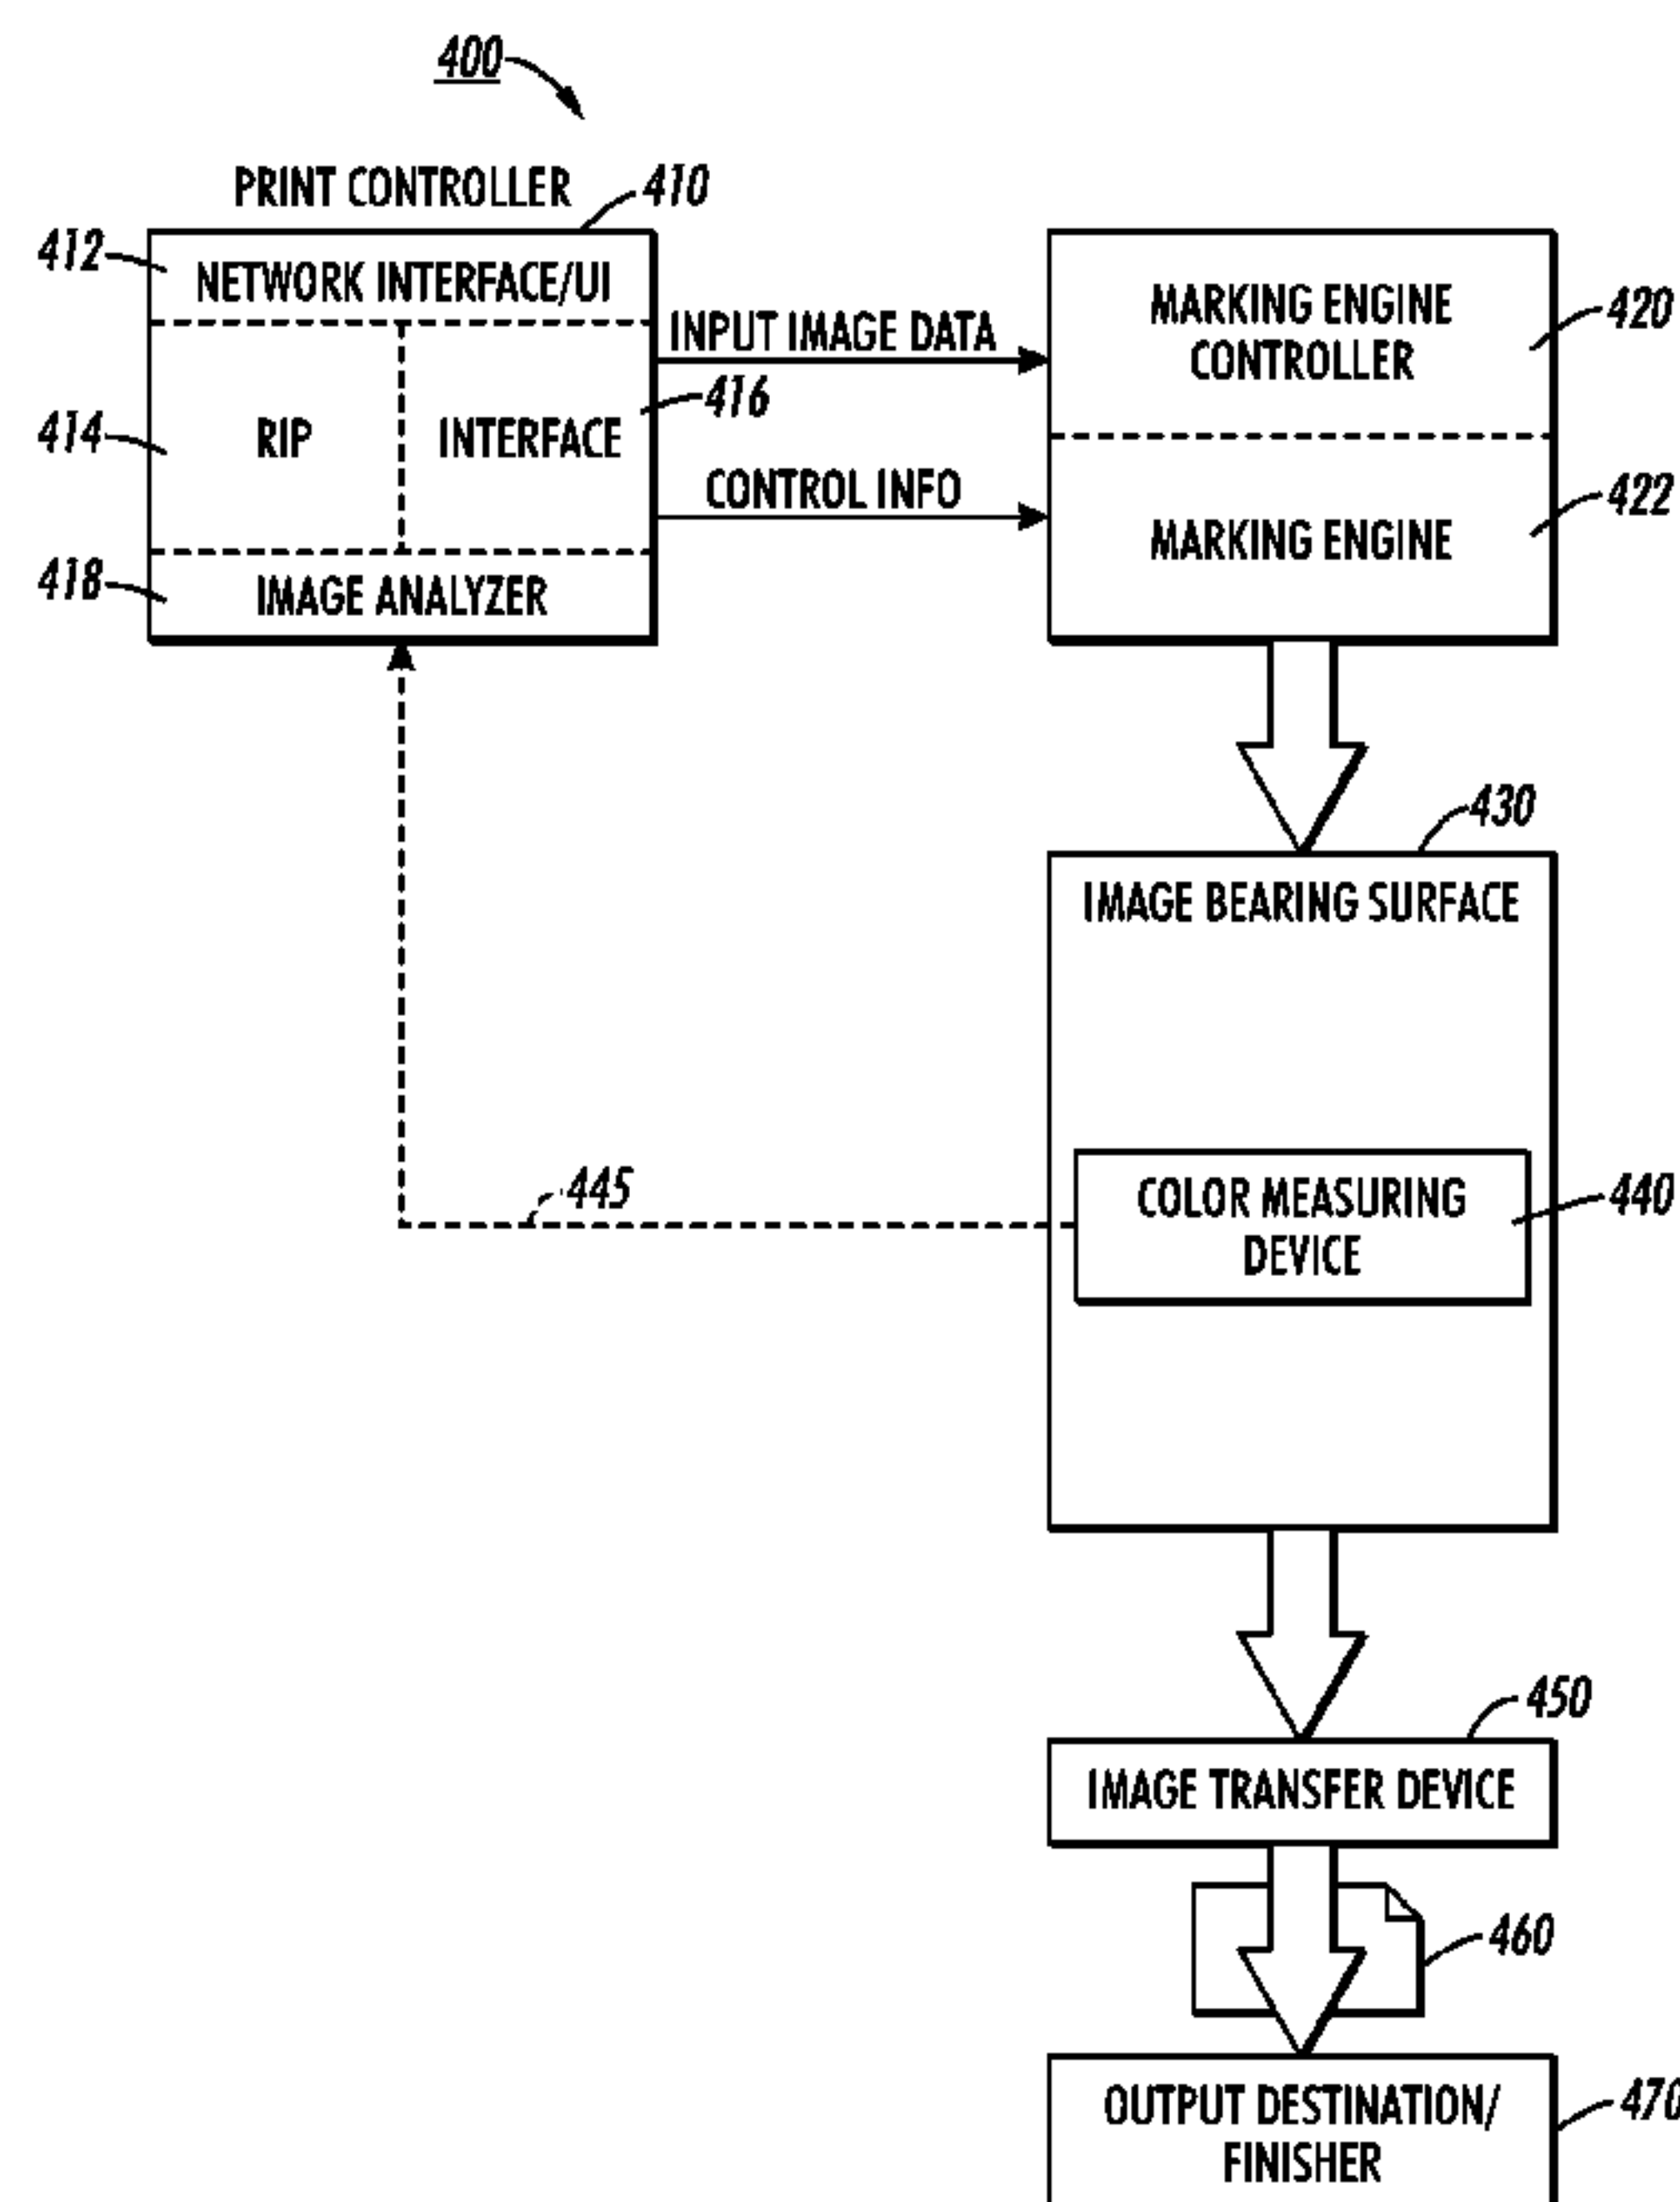 400
PRINT CONTROLLER
410
412
NETWORK INTERFACE/UI
414
RIP
INTERFACE
416
418
IMAGE ANALYZER
INPUT IMAGE DATA
CONTROL INFO
MARKING ENGINE
CONTROLLER
420
MARKING ENGINE
422
430
IMAGE BEARING SURFACE
COLOR MEASURING
DEVICE
440
445
450
IMAGE TRANSFER DEVICE
460
OUTPUT DESTINATION/
FINISHER
470